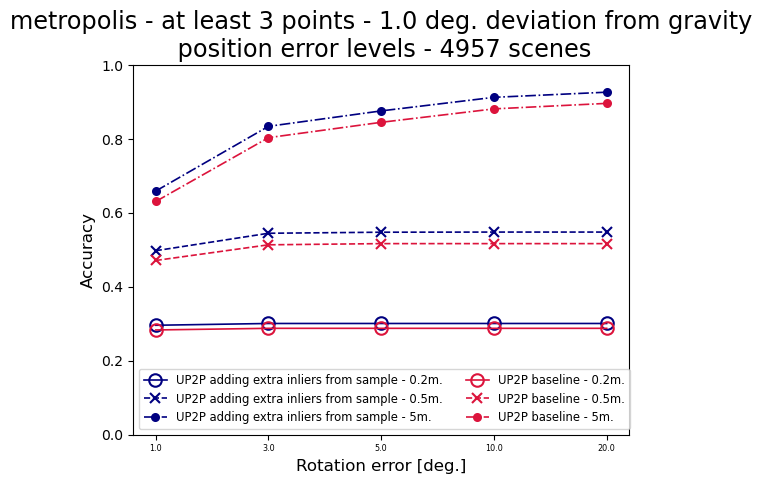 metropolis - at least 3 points - 1.0 deg. deviation from gravity
position error levels - 4957 scenes
1.0
0.8
0.6
0.4
0.2
0.0
Accuracy
UP2P adding extra inliers from sample - 0.2m.
UP2P adding extra inliers from sample - 0.5m.
UP2P adding extra inliers from sample - 5m.
UP2P baseline - 0.2m.
UP2P baseline - 0.5m.
UP2P baseline - 5m.
1.0 3.0 5.0 10.0 20.0
Rotation error [deg.]